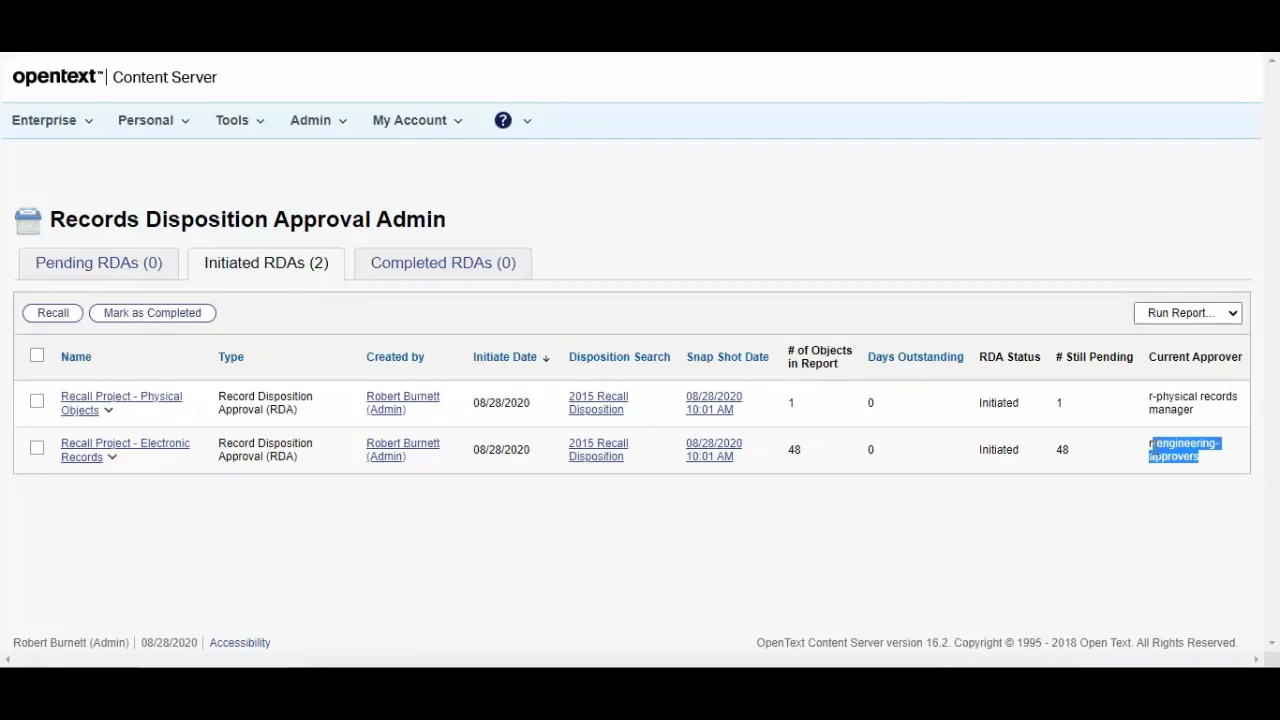 opentext™ | Content Server
Enterprise Personal Tools Admin My Account ?
Records Disposition Approval Admin
Pending RDAs (0) Initiated RDAs (2) Completed RDAs (0)
Recall Mark as Completed Run Report...
Name Type Created by Initiate Date Disposition Search Snap Shot Date # of Objects in Report Days Outstanding RDA Status # Still Pending Current Approver
Recall Project - Physical Record Disposition Robert Burnett 2015 Recall 08/28/2020 r-physical records
Objects Approval (RDA) (Admin) 08/28/2020 Disposition 10:01 AM 1 0 Initiated 1 manager
Recall Project - Electronic Record Disposition Robert Burnett 2015 Recall 08/28/2020 r-engineering-
Records Approval (RDA) (Admin) 08/28/2020 Disposition 10:01 AM 48 0 Initiated 48 approvers
Robert Burnett (Admin) | 08/28/2020 | Accessibility OpenText Content Server version 16.2. Copyright © 1995 - 2018 Open Text. All Rights Reserved.